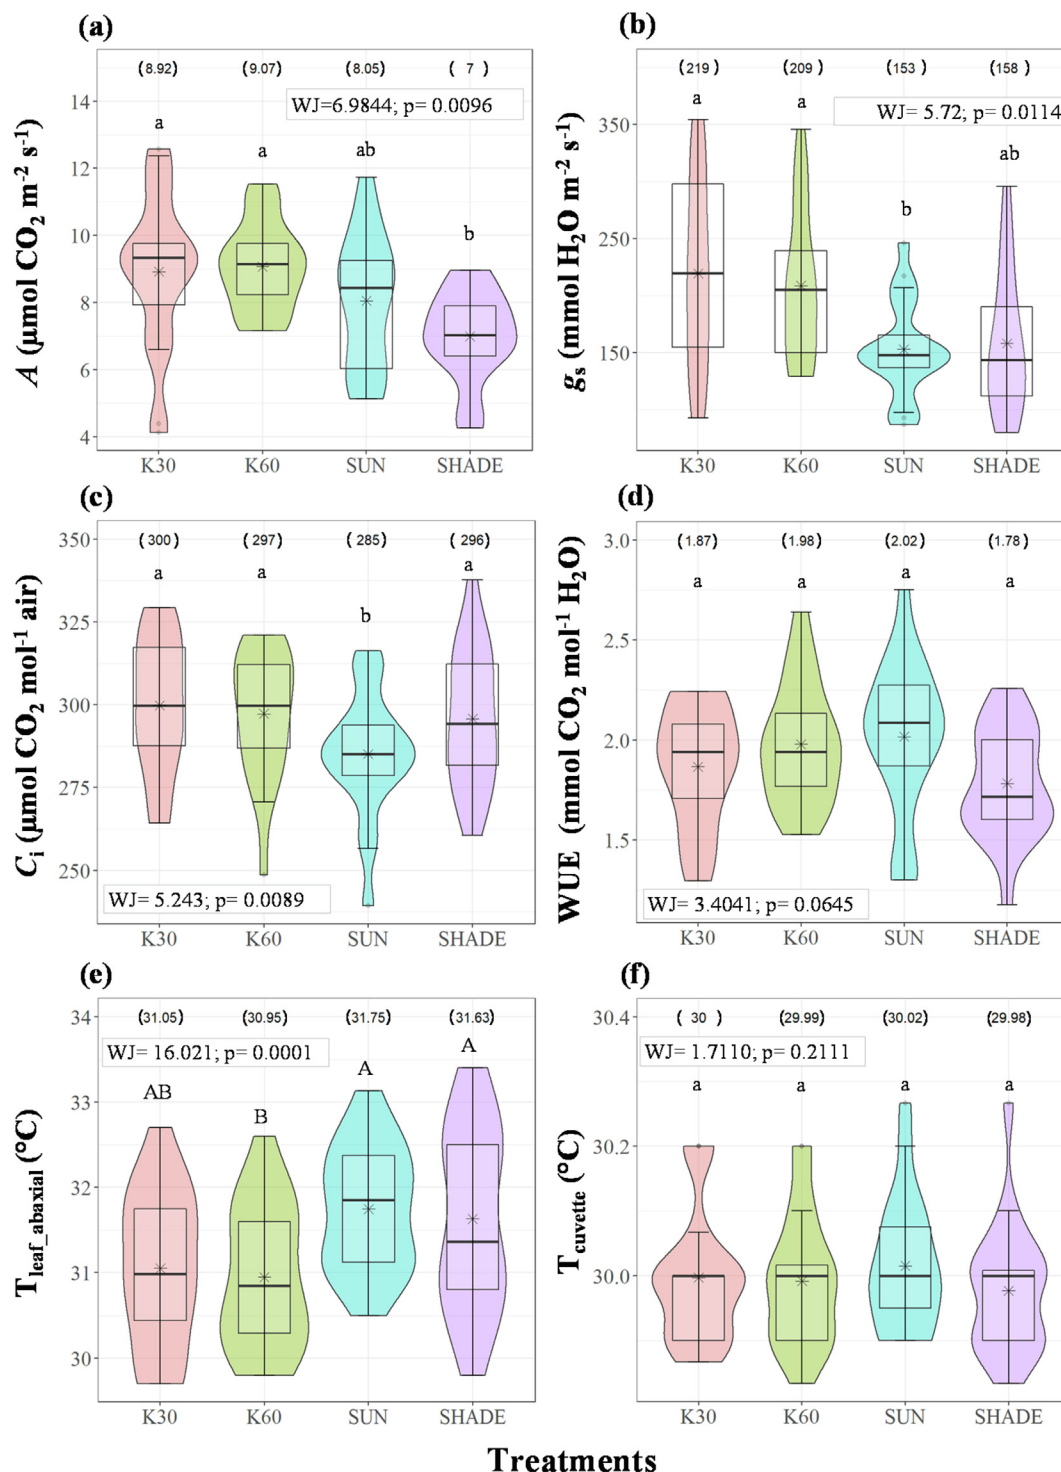 (a)
(8.92) (9.07) (8.05) ( 7 )
WJ=6.9844; p= 0.0096
a a ab b
14
12
10
8
6
4
A (µmol CO2 m-2 s-1)
K30 K60 SUN SHADE
(b)
(219) (209) (153) (158)
WJ= 5.72; p= 0.0114
a a b ab
350
250
150
gs (mmol H2O m-2 s-1)
K30 K60 SUN SHADE
(c)
( 300 ) ( 297 ) ( 285 ) ( 296 )
a a b a
350
325
300
275
250
Ci (µmol CO2 mol-1 air)
WJ= 5.243; p= 0.0089
K30 K60 SUN SHADE
(d)
(1.87) (1.98) (2.02) (1.78)
a a a a
3.0
2.5
2.0
1.5
WUE (mmol CO2 mol-1 H2O)
WJ= 3.4041; p= 0.0645
K30 K60 SUN SHADE
(e)
(31.05) (30.95) (31.75) (31.63)
WJ= 16.021; p= 0.0001
AB B A A
34
33
32
31
30
Tleaf_abaxial (°C)
K30 K60 SUN SHADE
(f)
( 30 ) (29.99) (30.02) (29.98)
WJ= 1.7110; p= 0.2111
a a a a
30.4
30.2
30.0
Tcuvette (°C)
K30 K60 SUN SHADE
Treatments